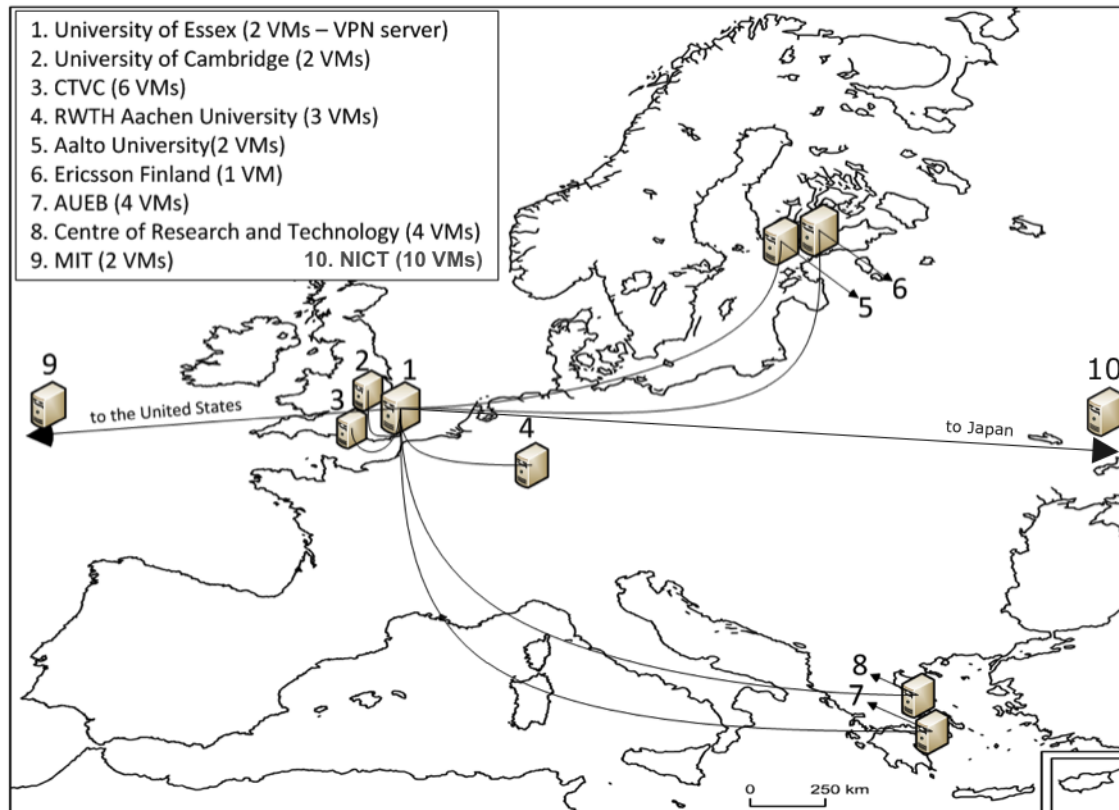 1. University of Essex (2 VMs – VPN server)
2. University of Cambridge (2 VMs)
3. CTVC (6 VMs)
4. RWTH Aachen University (3 VMs)
5. Aalto University(2 VMs)
6. Ericsson Finland (1 VM)
7. AUEB (4 VMs)
8. Centre of Research and Technology (4 VMs)
9. MIT (2 VMs) 10. NICT (10 VMs)
6
5
9
2
1
10
3
to the United States
4
to Japan
8
7
0 250 km